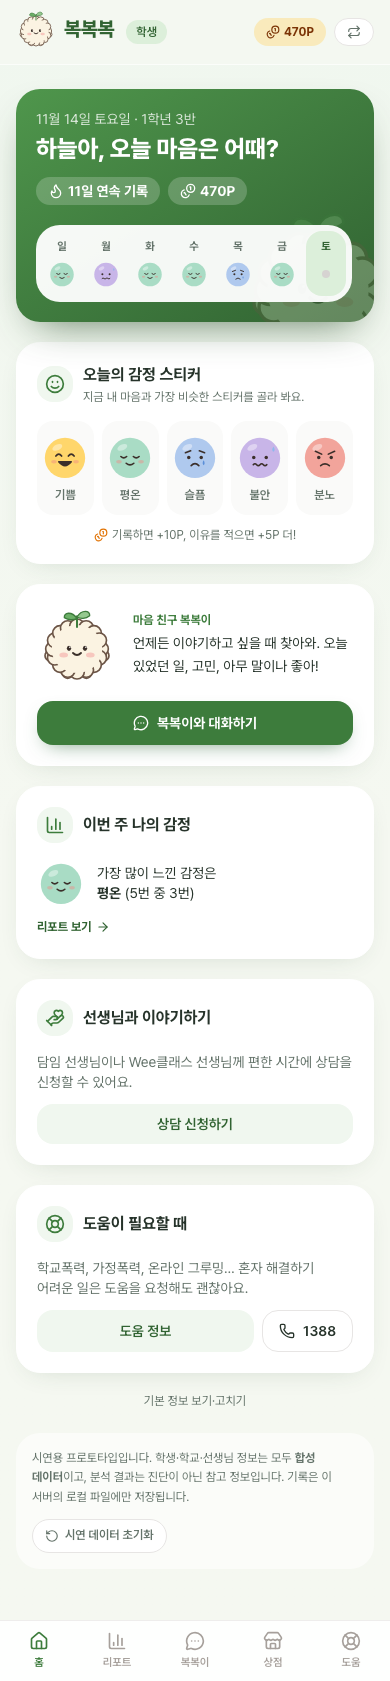 복복복 학생 470P
11월 14일 토요일 · 1학년 3반
하늘아, 오늘 마음은 어때?
11일 연속 기록 470P
일 월 화 수 목 금 토
오늘의 감정 스티커
지금 내 마음과 가장 비슷한 스티커를 골라 봐요.
기쁨 평온 슬픔 불안 분노
기록하면 +10P, 이유를 적으면 +5P 더!
마음 친구 복복이
언제든 이야기하고 싶을 때 찾아와. 오늘
있었던 일, 고민, 아무 말이나 좋아!
복복이와 대화하기
이번 주 나의 감정
가장 많이 느낀 감정은
평온 (5번 중 3번)
리포트 보기
선생님과 이야기하기
담임 선생님이나 Wee클래스 선생님께 편한 시간에 상담을
신청할 수 있어요.
상담 신청하기
도움이 필요할 때
학교폭력, 가정폭력, 온라인 그루밍… 혼자 해결하기
어려운 일은 도움을 요청해도 괜찮아요.
도움 정보 1388
기본 정보 보기·고치기
시연용 프로토타입입니다. 학생·학교·선생님 정보는 모두 합성
데이터이고, 분석 결과는 진단이 아닌 참고 정보입니다. 기록은 이
서버의 로컬 파일에만 저장됩니다.
시연 데이터 초기화
홈 리포트 복복이 상점 도움